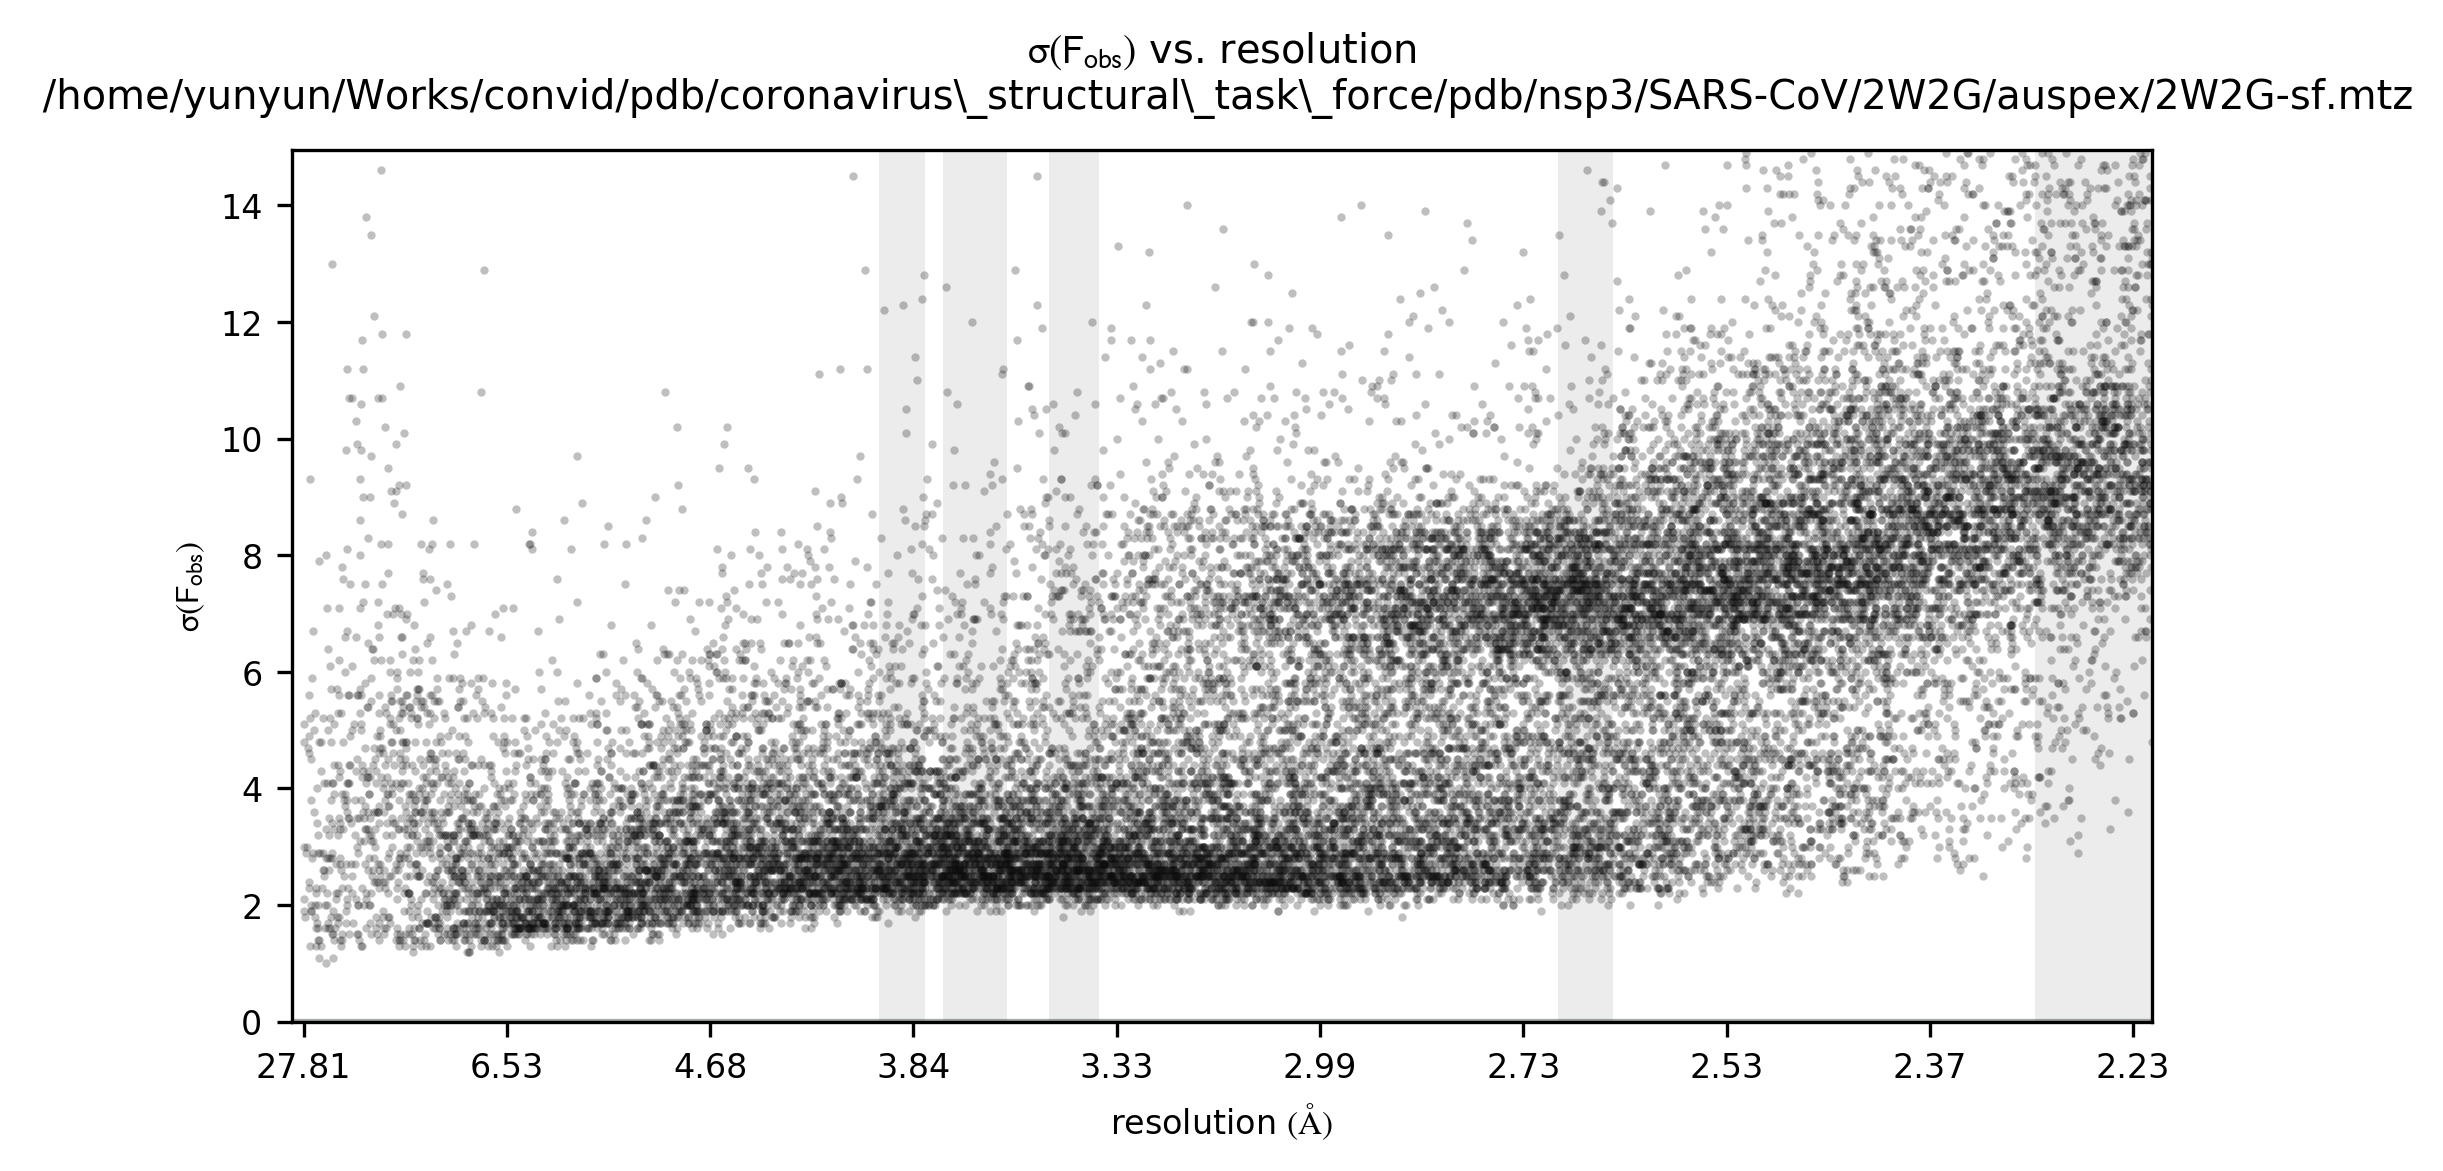 σ(Fobs) vs. resolution
/home/yunyun/Works/convid/pdb/coronavirus\_structural\_task\_force/pdb/nsp3/SARS-CoV/2W2G/auspex/2W2G-sf.mtz
14
12
10
8
6
4
2
0
σ(Fobs)
27.81 6.53 4.68 3.84 3.33 2.99 2.73 2.53 2.37 2.23
resolution (Å)